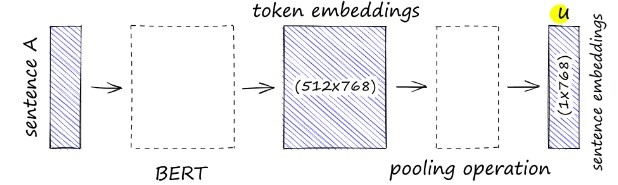 sentence A
BERT
token embeddings
(512x768)
pooling operation
u
(1x768)
sentence embeddings